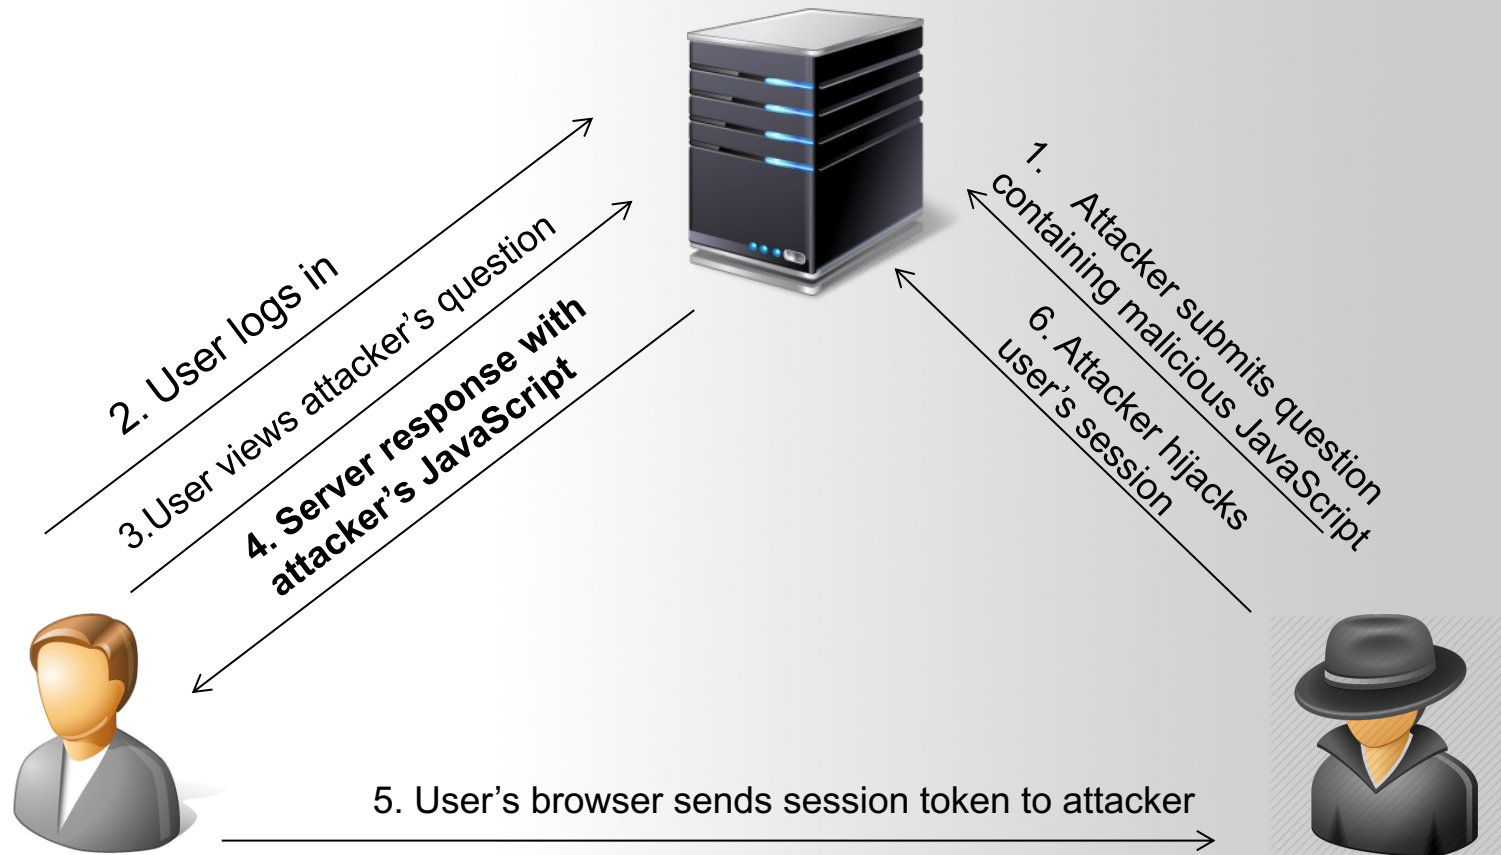 1. Attacker submits question
containing malicious JavaScript
2. User logs in
3.User views attacker’s question
4. Server response with
attacker’s JavaScript
5. User’s browser sends session token to attacker
6. Attacker hijacks
user’s session